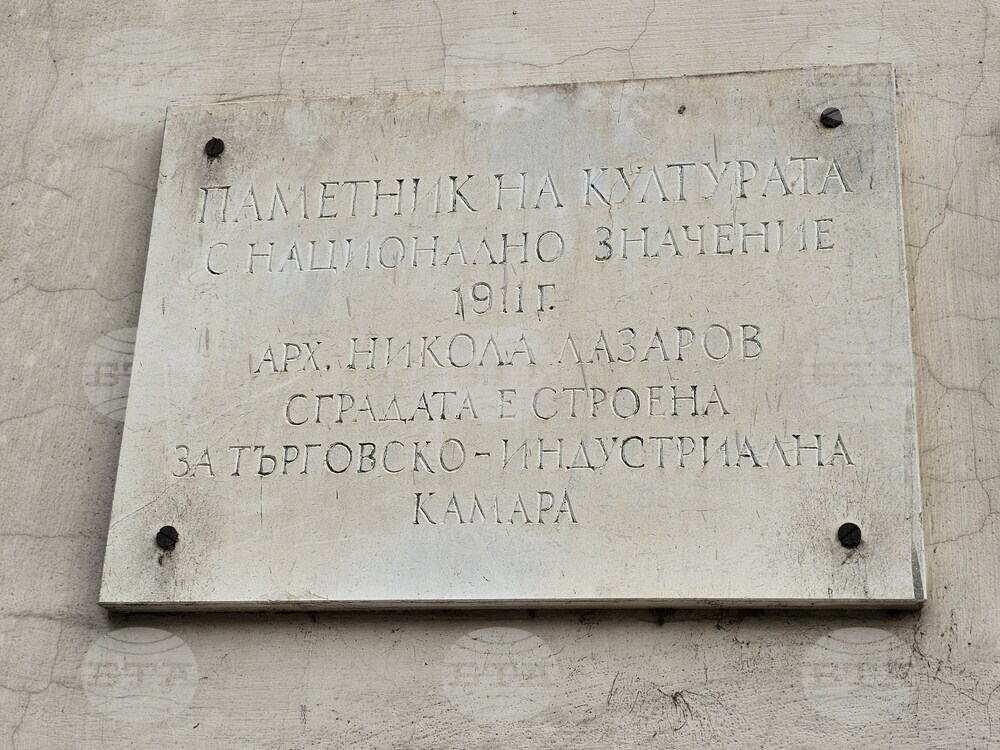 ПАМЕТНИК НА КУЛТУРАТА
С НАЦИОНАЛНО ЗНАЧЕНИЕ
1911 Г.
АРХ. НИКОЛА ЛАЗАРОВ
СГРАДАТА Е СТРОЕНА
ЗА ТЪРГОВСКО - ИНДУСТРИАЛНА
КАМАРА